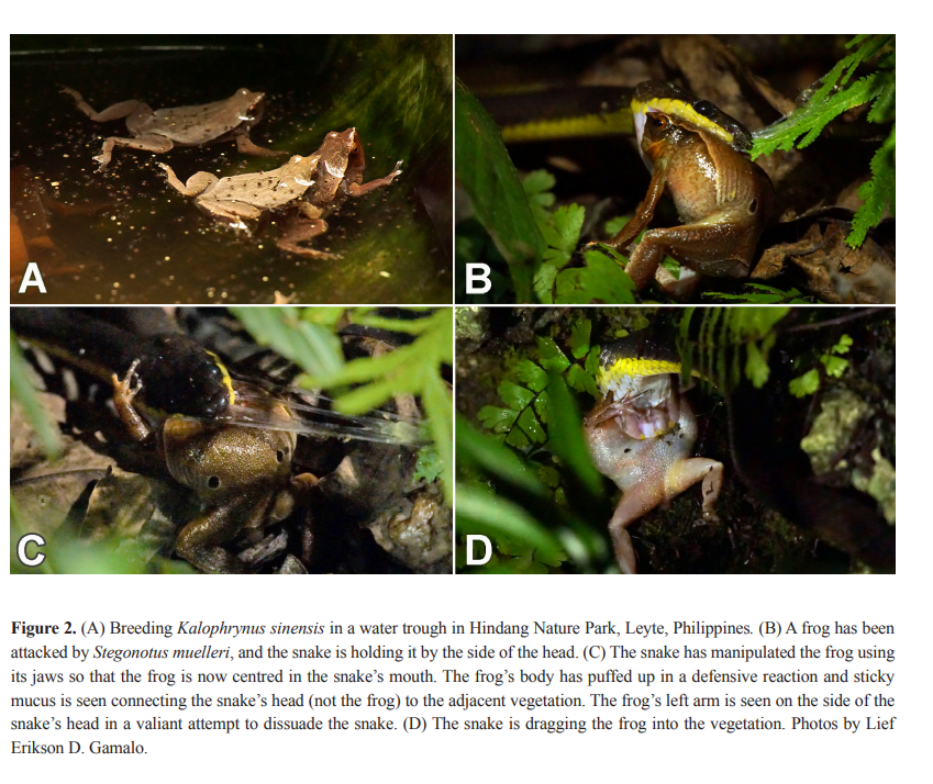 A
B
C
D
Figure 2. (A) Breeding Kalophrynus sinensis in a water trough in Hindang Nature Park, Leyte, Philippines. (B) A frog has been
attacked by Stegonotus muelleri, and the snake is holding it by the side of the head. (C) The snake has manipulated the frog using
its jaws so that the frog is now centred in the snake’s mouth. The frog’s body has puffed up in a defensive reaction and sticky
mucus is seen connecting the snake’s head (not the frog) to the adjacent vegetation. The frog’s left arm is seen on the side of the
snake’s head in a valiant attempt to dissuade the snake. (D) The snake is dragging the frog into the vegetation. Photos by Lief
Erikson D. Gamalo.